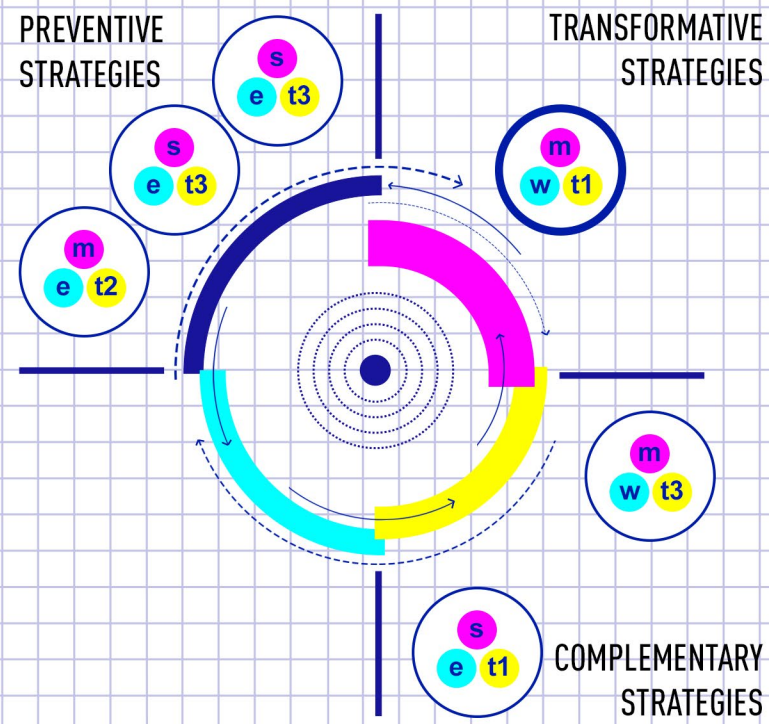 PREVENTIVE
STRATEGIES
TRANSFORMATIVE
STRATEGIES
s
e t3
s
e t3
m
e t2
m
w t1
m
w t3
s
e t1
COMPLEMENTARY
STRATEGIES